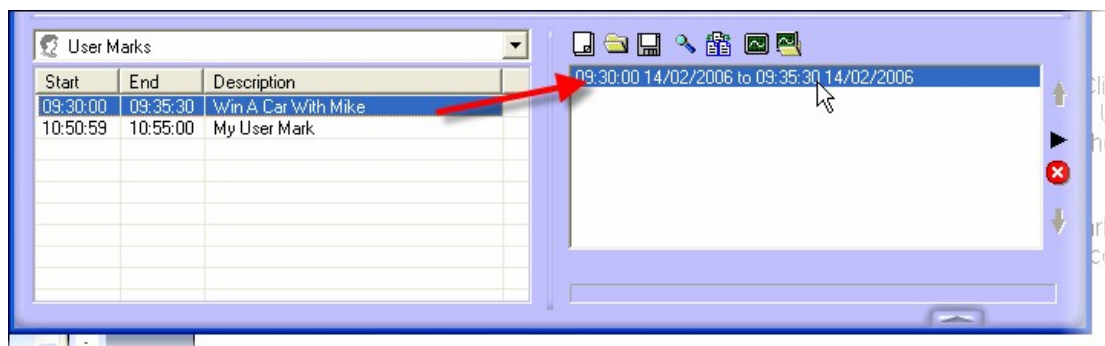 User Marks
Start End Description
09:30:00 09:35:30 Win A Car With Mike
10:50:59 10:55:00 My User Mark
09:30:00 14/02/2006 to 09:35:30 14/02/2006